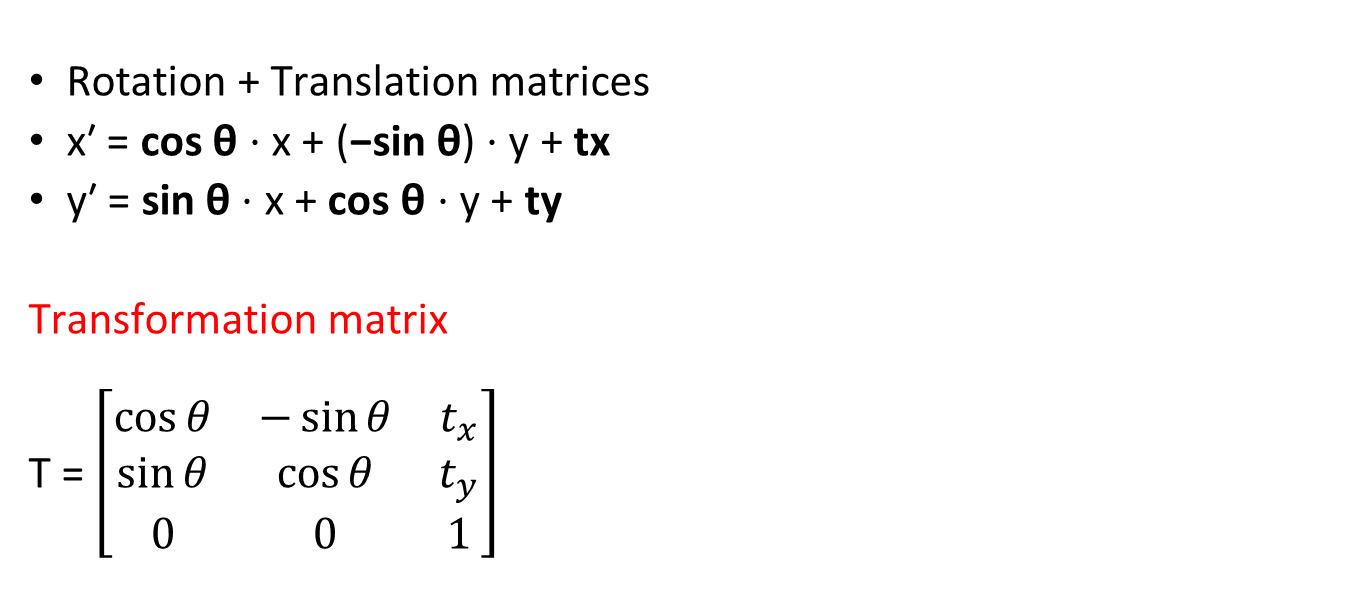 • Rotation + Translation matrices
• x′ = cos θ · x + (−sin θ) · y + tx
• y′ = sin θ · x + cos θ · y + ty
Transformation matrix
T = [cos θ − sin θ tₓ
sin θ cos θ t_y
0 0 1]